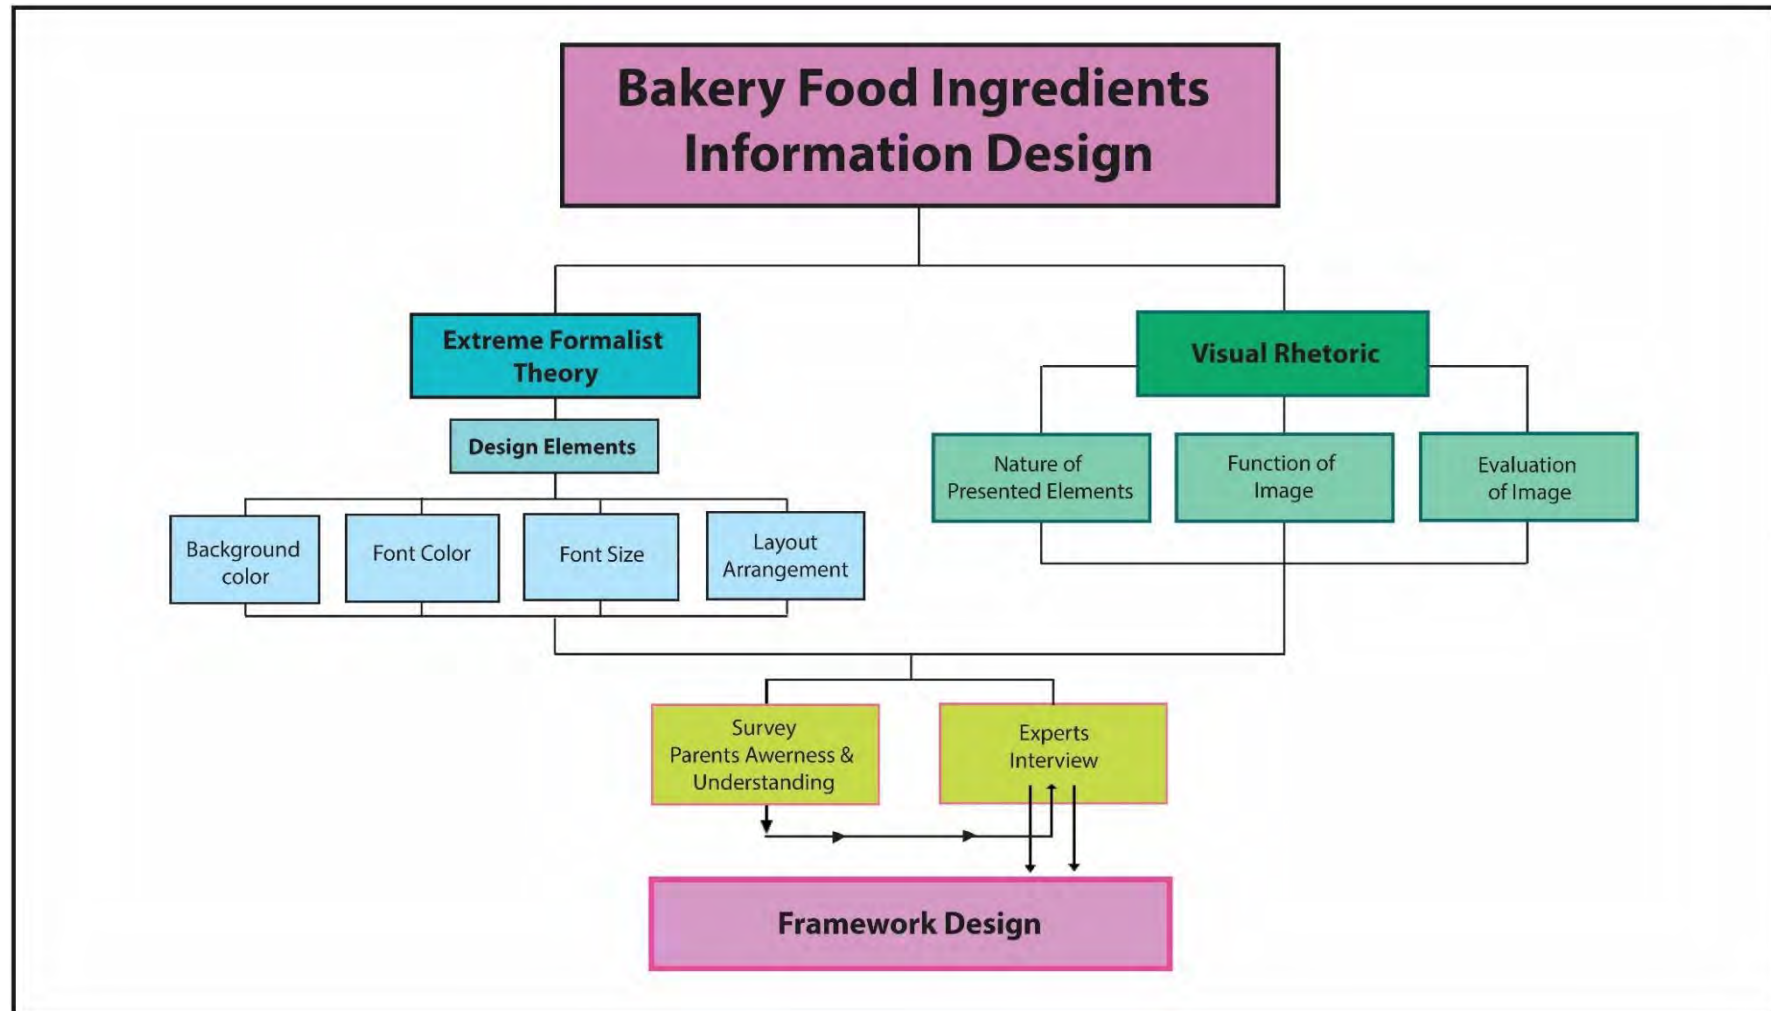 Bakery Food Ingredients
Information Design
Extreme Formalist
Theory
Visual Rhetoric
Design Elements
Nature of
Presented Elements
Function of
Image
Evaluation
of Image
Background
color
Font Color
Font Size
Layout
Arrangement
Survey
Parents Awerness &
Understanding
Experts
Interview
Framework Design